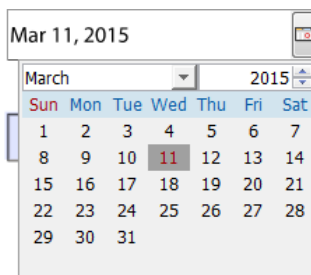 Mar 11, 2015
March 2015
Sun Mon Tue Wed Thu Fri Sat
1 2 3 4 5 6 7
8 9 10 11 12 13 14
15 16 17 18 19 20 21
22 23 24 25 26 27 28
29 30 31